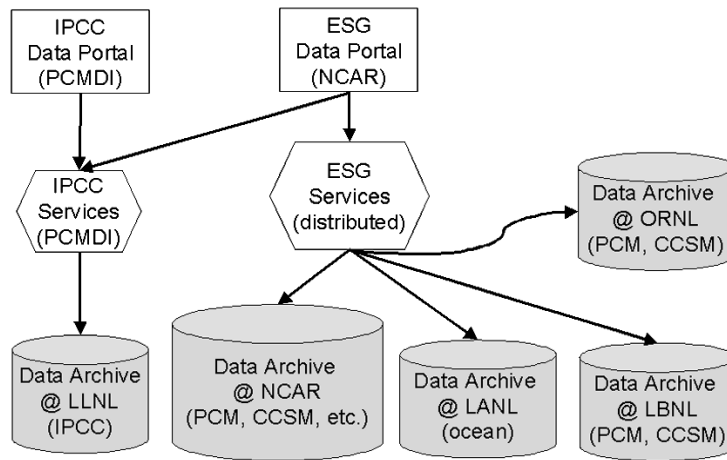 IPCC
Data Portal
(PCMDI)
ESG
Data Portal
(NCAR)
IPCC
Services
(PCMDI)
ESG
Services
(distributed)
Data Archive
@ ORNL
(PCM, CCSM)
Data Archive
@ LLNL
(IPCC)
Data Archive
@ NCAR
(PCM, CCSM, etc.)
Data Archive
@ LANL
(ocean)
Data Archive
@ LBNL
(PCM, CCSM)